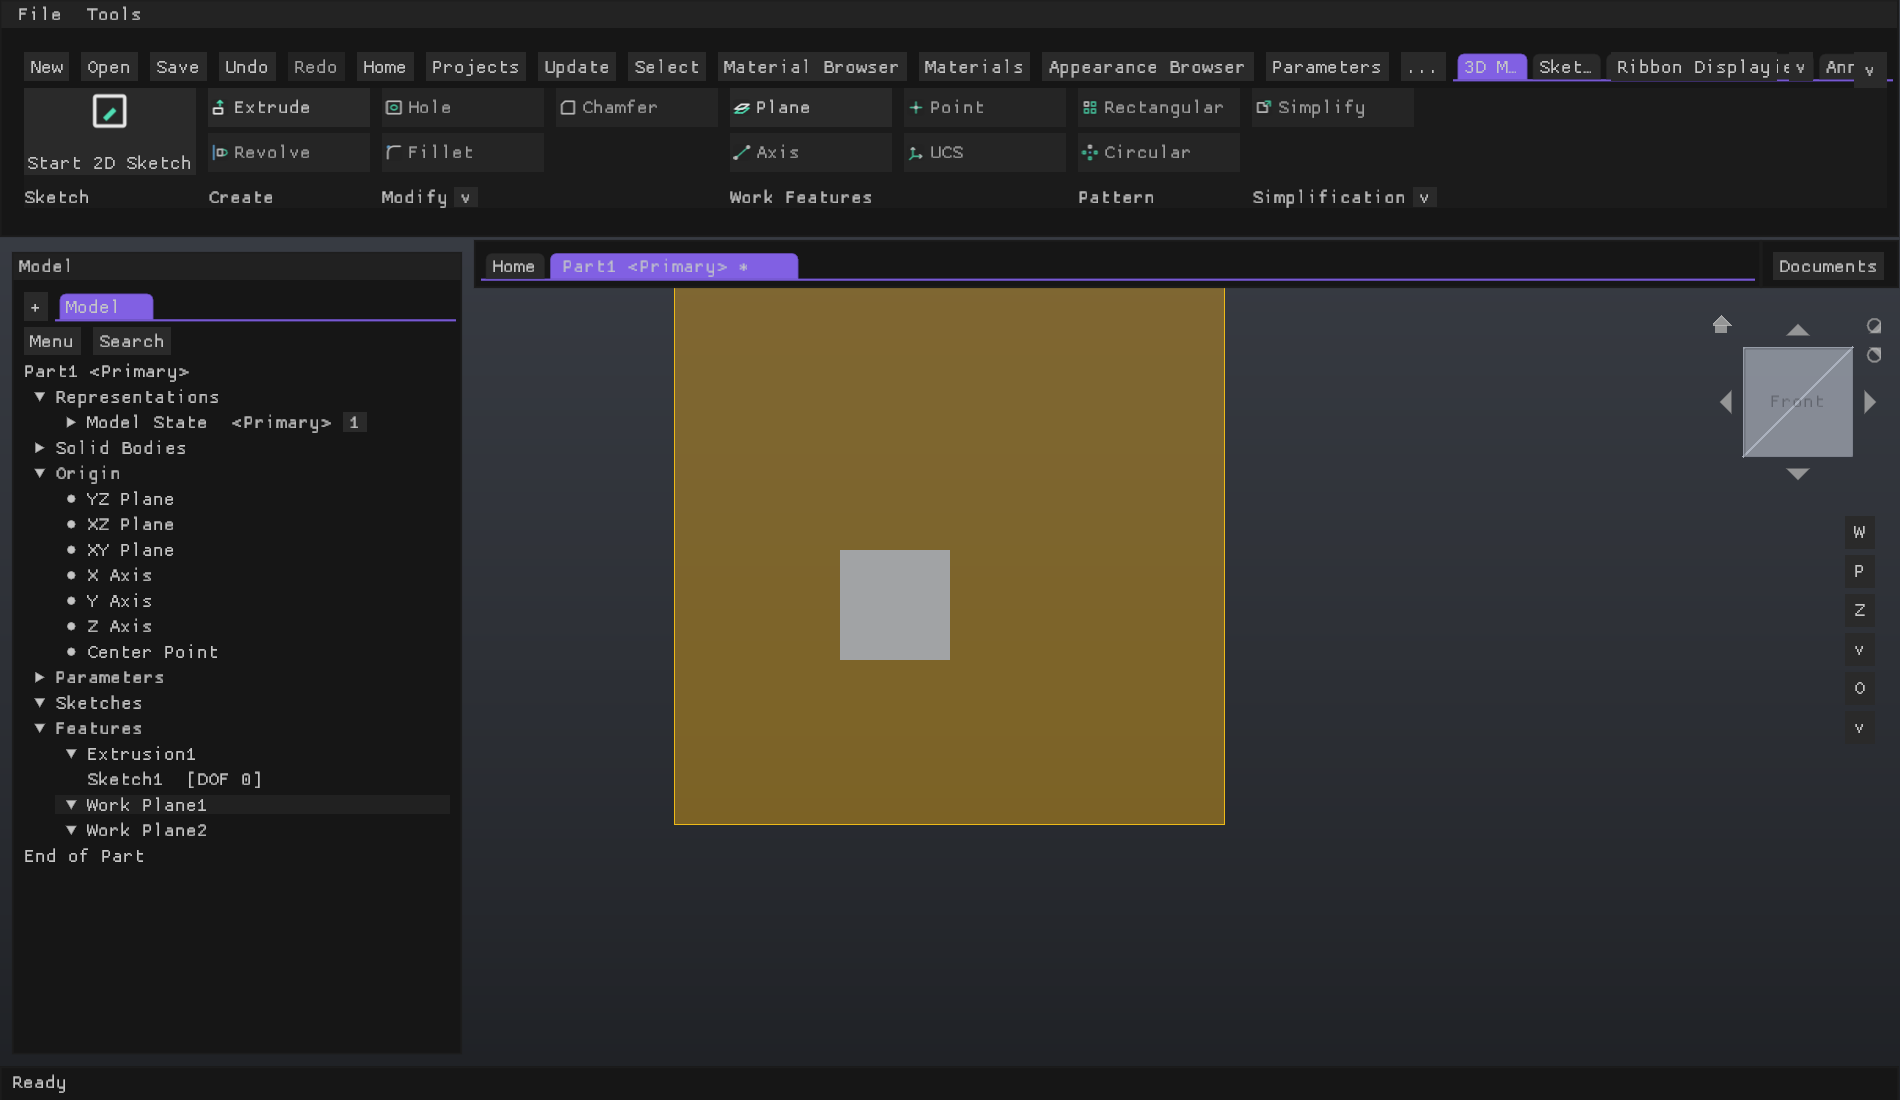 File Tools
New Open Save Undo Redo Home Projects Update Select Material Browser Materials Appearance Browser Parameters ... 3D M… Sket… Ribbon Display v Anr v
Extrude Hole Chamfer Plane Point Rectangular Simplify
Start 2D Sketch Revolve Fillet Axis UCS Circular
Sketch Create Modify v Work Features Pattern Simplification v
Model
Home Part1 <Primary> * Documents
+ Model
Menu Search
Part1 <Primary>
Representations
Model State <Primary> 1
Solid Bodies
Origin
YZ Plane
XZ Plane
XY Plane
X Axis
Y Axis
Z Axis
Center Point
Parameters
Sketches
Features
Extrusion1
Sketch1 [DOF 0]
Work Plane1
Work Plane2
End of Part
Front
W
P
Z
v
O
v
Ready